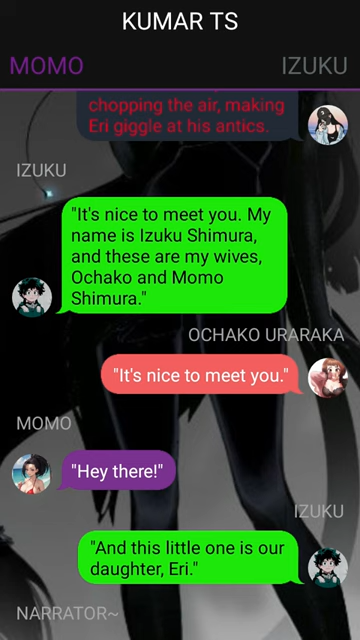 KUMAR TS
MOMO
IZUKU
chopping the air, making
Eri giggle at his antics.
IZUKU
"It's nice to meet you. My
name is Izuku Shimura,
and these are my wives,
Ochako and Momo
Shimura."
OCHAKO URARAKA
"It's nice to meet you."
MOMO
"Hey there!"
IZUKU
"And this little one is our
daughter, Eri."
NARRATOR~